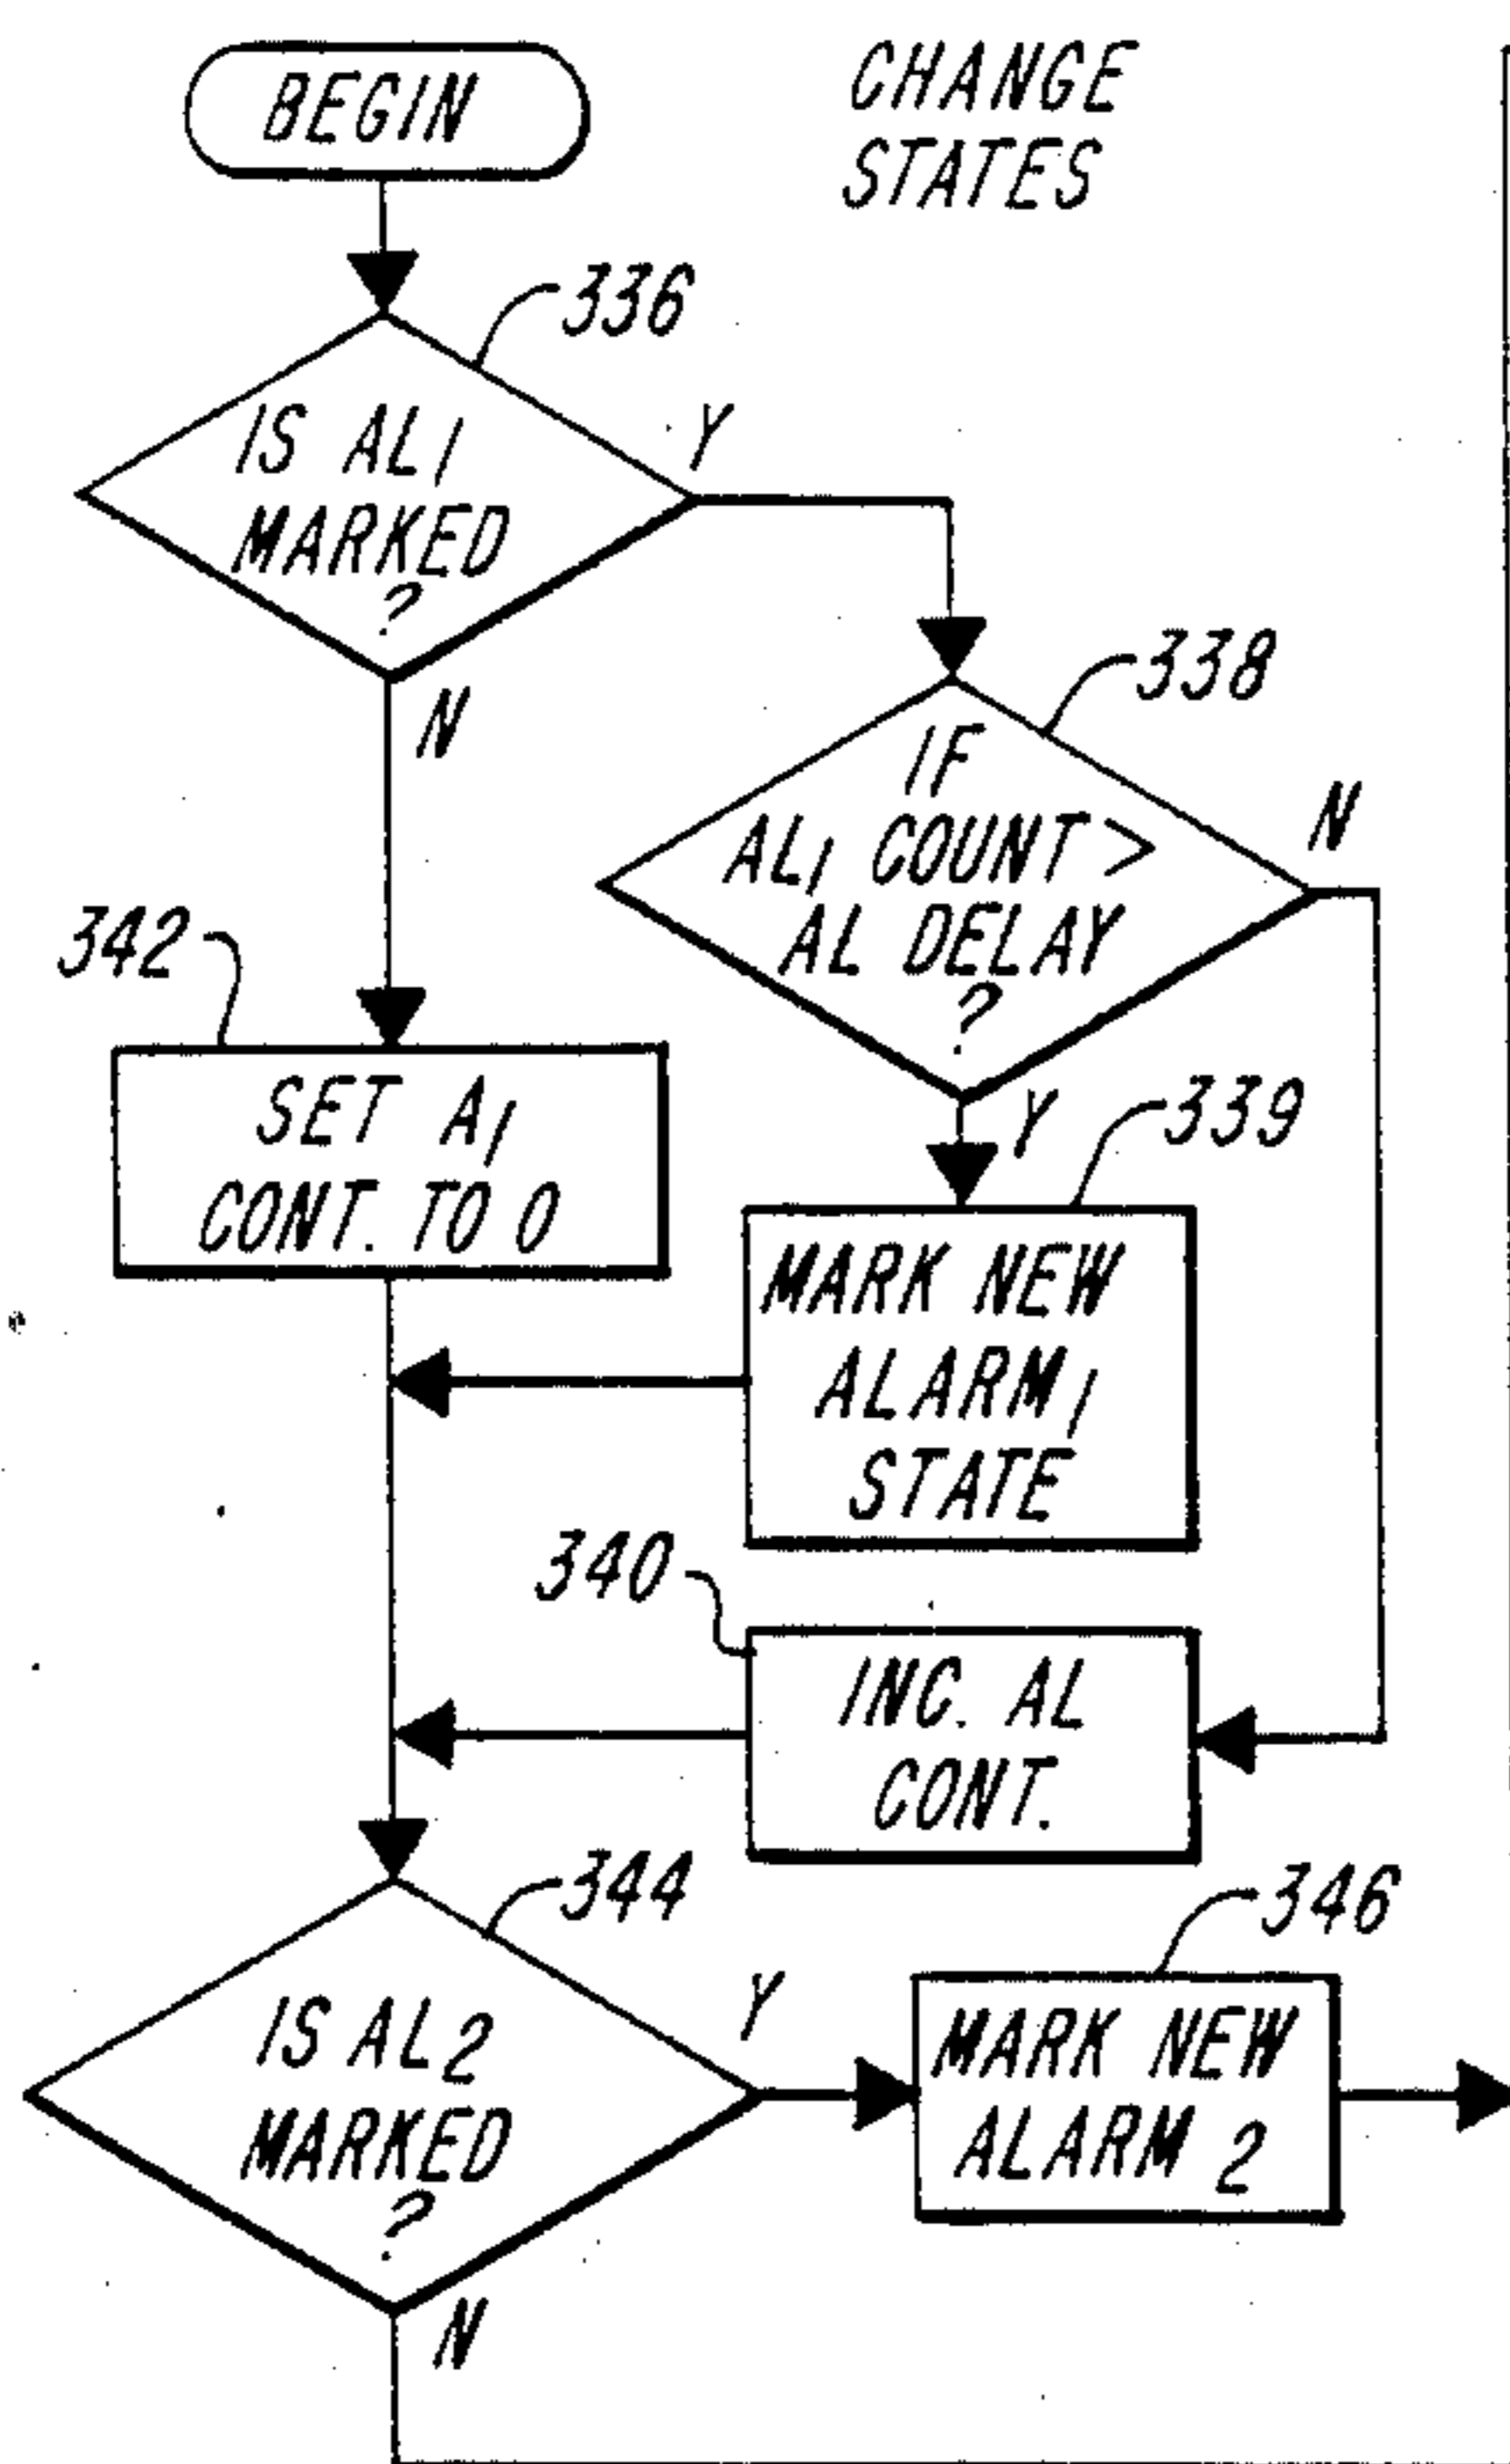 BEGIN
CHANGE
STATES
336
IS AL1
MARKED
?
Y
N
338
IF
AL1 COUNT >
AL DELAY
?
N
Y
342
SET A1
CONT. TO 0
339
MARK NEW
ALARM1
STATE
340
INC. AL
CONT.
344
IS AL2
MARKED
?
Y
N
346
MARK NEW
ALARM 2